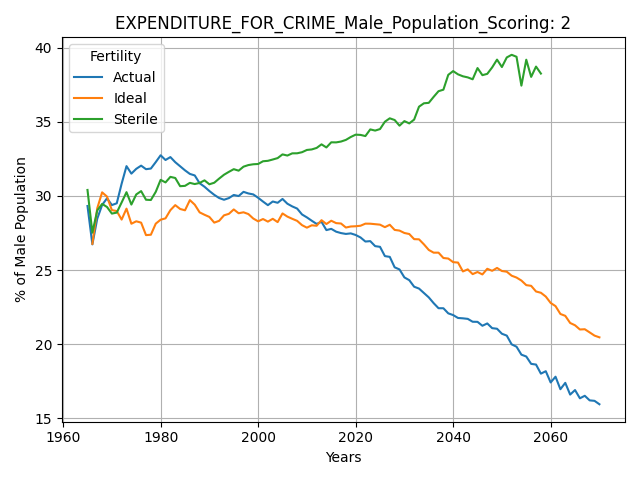 EXPENDITURE_FOR_CRIME_Male_Population_Scoring: 2
Fertility
Actual
Ideal
Sterile
% of Male Population
40
35
30
25
20
15
1960 1980 2000 2020 2040 2060
Years